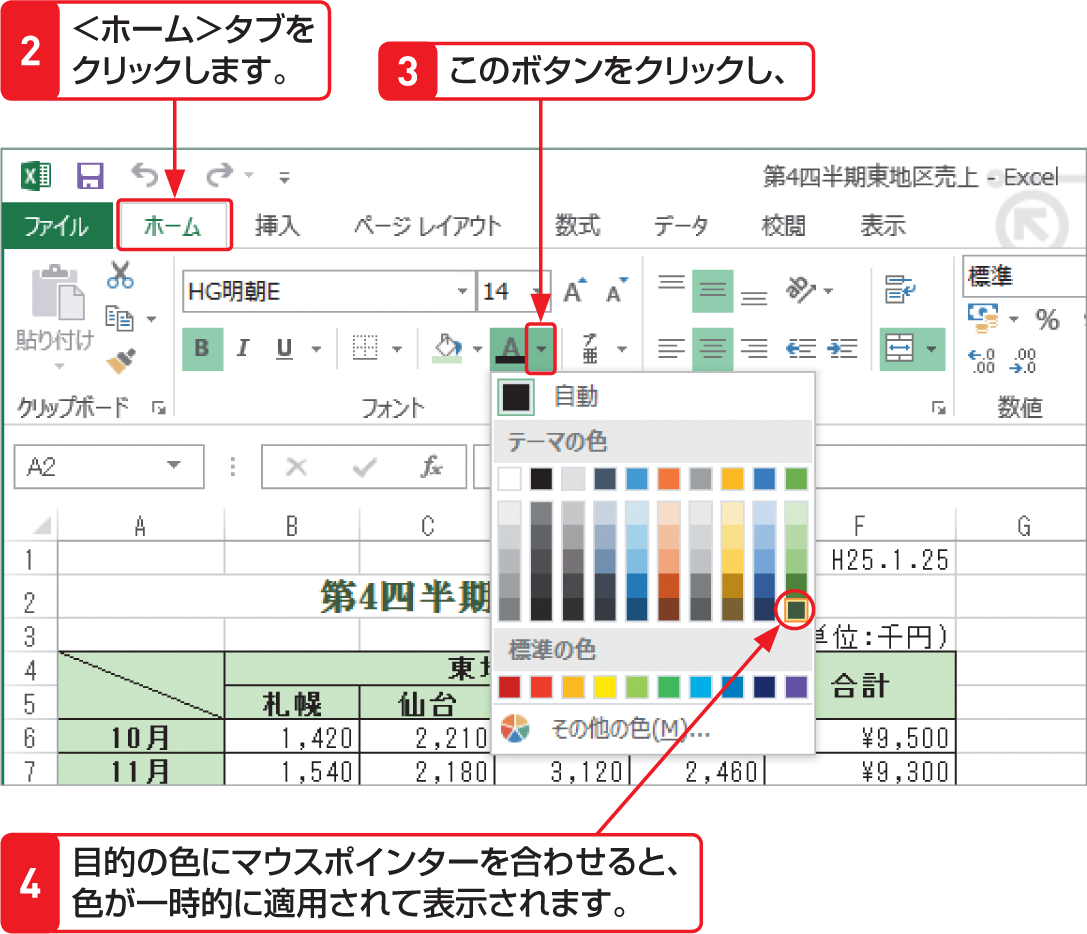 2
<ホーム>タブを
クリックします。
3
このボタンをクリックし、
第4四半期東地区売上 - Excel
ファイル
ホーム
挿入
ページ レイアウト
数式
データ
校閲
表示
HG明朝E
14
A
A
標準
貼り付け
B
I
U
A
ア
亜
%
クリップボード
フォント
数値
自動
テーマの色
A2
fx
A
B
C
F
G
1
H25.1.25
2
第4四半期
3
単位:千円)
4
東
5
札幌
仙台
合計
6
10月
1,420
2,210
¥9,500
7
11月
1,540
2,180
3,120
2,460
¥9,300
標準の色
その他の色(M)...
4
目的の色にマウスポインターを合わせると、
色が一時的に適用されて表示されます。